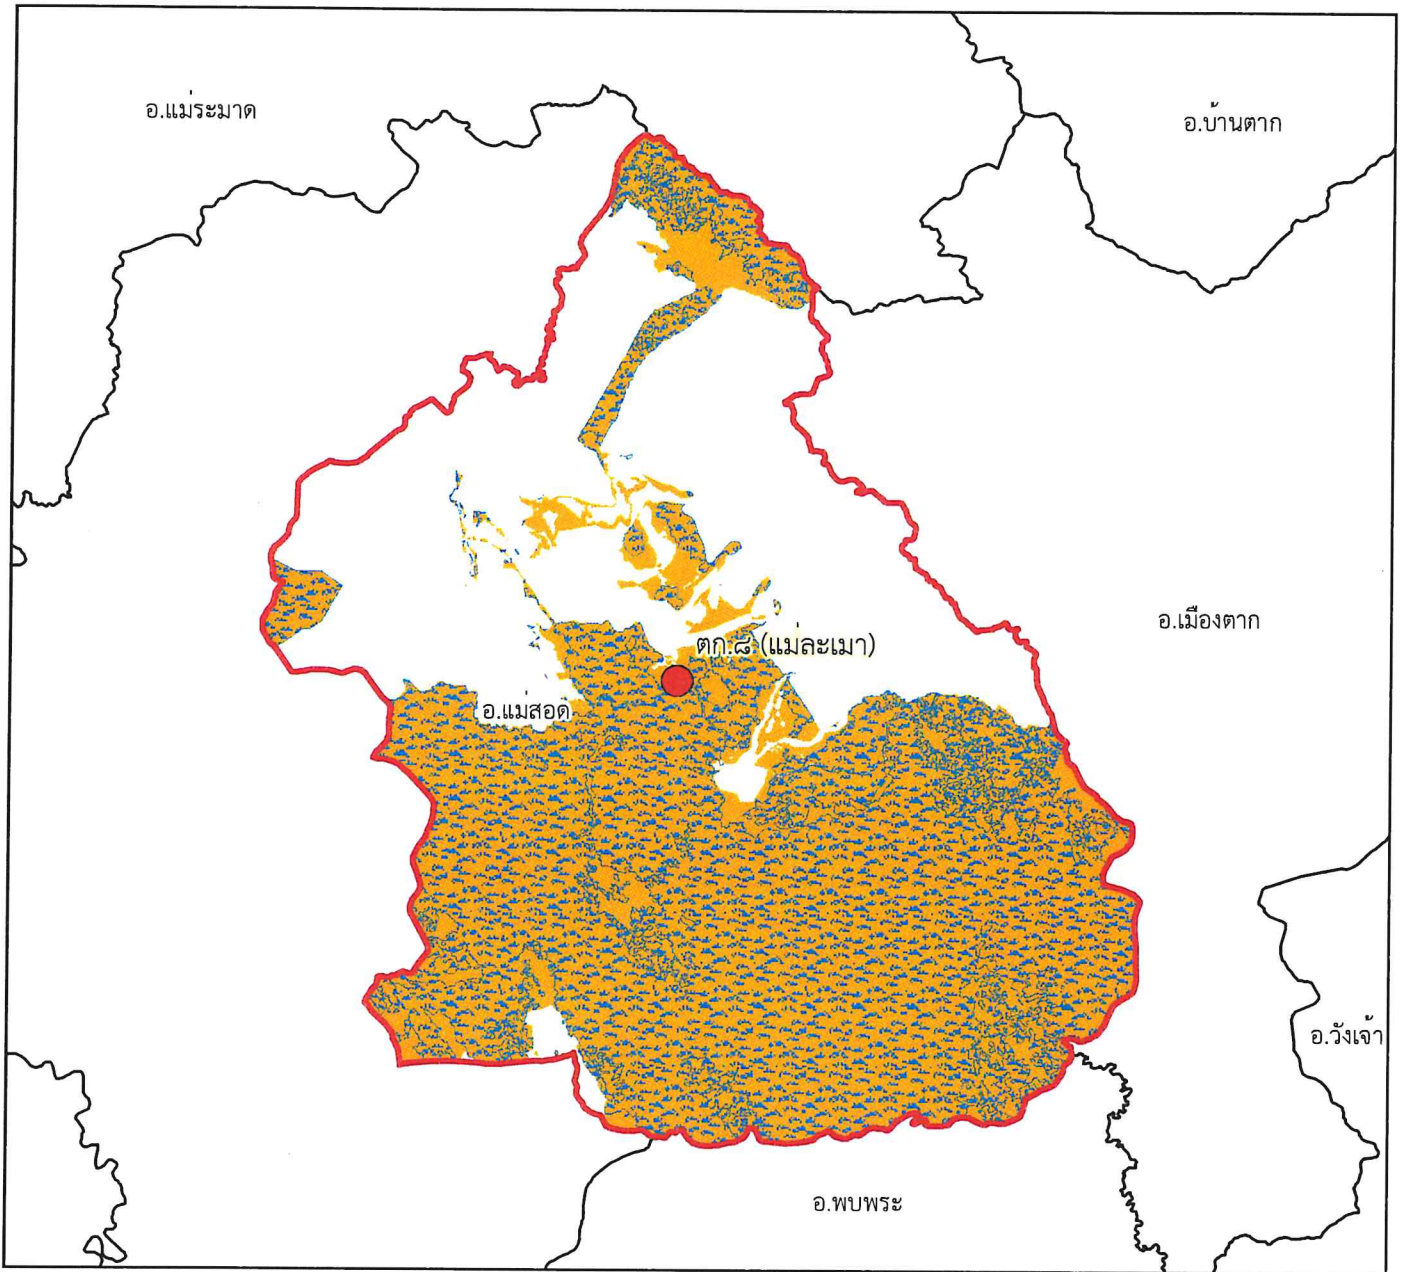 อ.แม่ระมาด
อ.บ้านตาก
อ.เมืองตาก
ตก.๘ (แม่ละเมา)
อ.แม่สอด
อ.วังเจ้า
อ.พบพระ